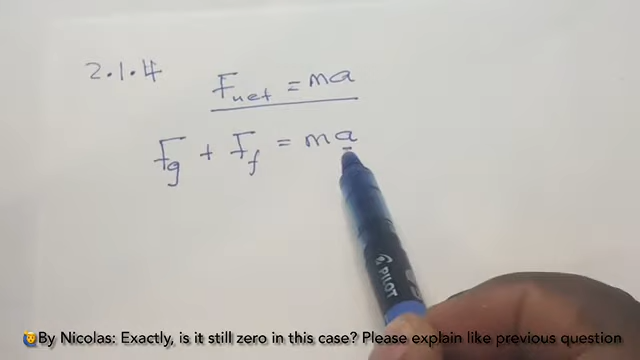 2.1.4
Fnet = ma
Fg + Ff = ma
PILOT
🙆‍♂️By Nicolas: Exactly, is it still zero in this case? Please explain like previous question